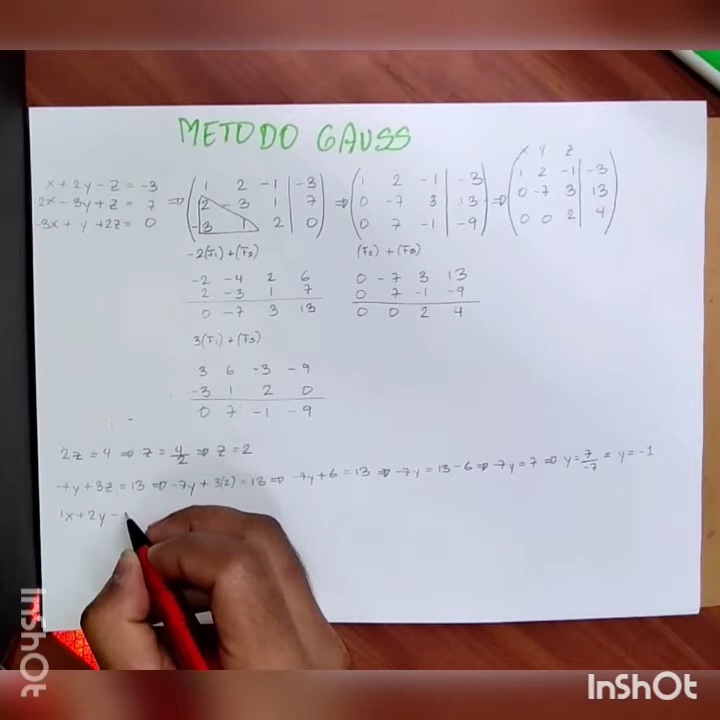 METODO GAUSS
x + 2y - z = -3
2x - 3y + z = 7
-3x + y + 2z = 0
⇒ ( 1 2 -1 | -3
2 -3 1 | 7
-3 1 2 | 0 )
⇒ ( 1 2 -1 | -3
0 -7 3 | 13
0 7 -1 | -9 )
⇒ x y z
( 1 2 -1 | -3
0 -7 3 | 13
0 0 2 | 4 )
-2(F1) + (F2)
-2 -4 2 6
2 -3 1 7
0 -7 3 13
3(F1) + (F3)
3 6 -3 -9
-3 1 2 0
0 7 -1 -9
(F2) + (F3)
0 -7 3 13
0 7 -1 -9
0 0 2 4
2z = 4 ⇒ z = 4/2 ⇒ z = 2
-7y + 3z = 13 ⇒ -7y + 3(2) = 13 ⇒ -7y + 6 = 13 ⇒ -7y = 13 - 6 ⇒ -7y = 7 ⇒ y = 7/-7 = y = -1
1x + 2y -
InShOt
InShOt